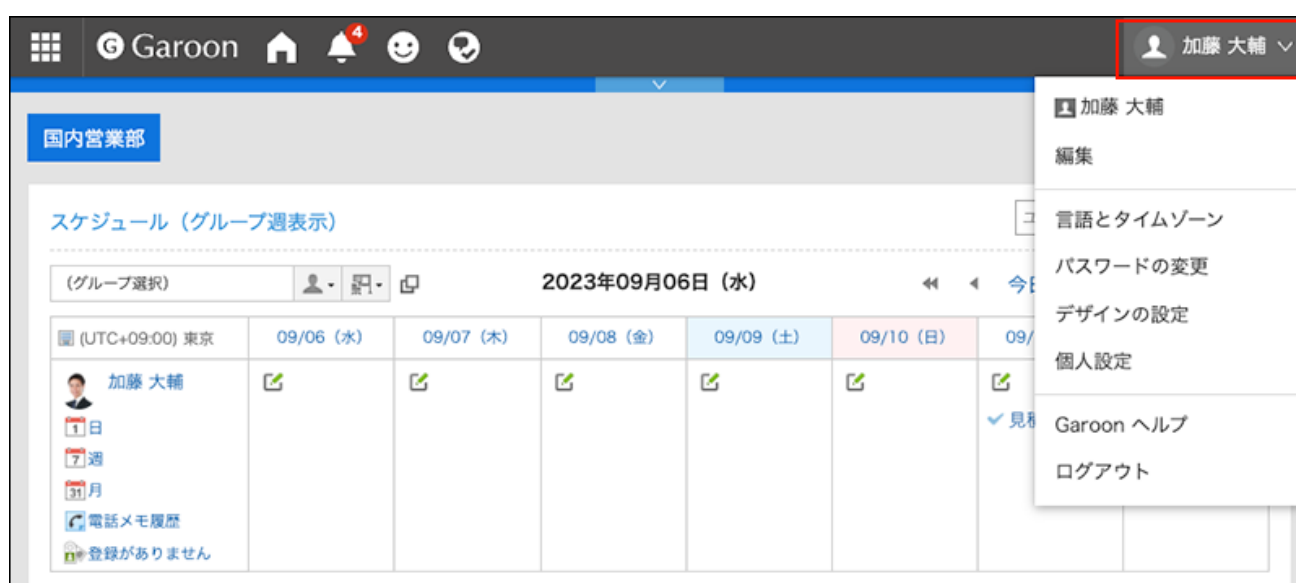 Garoon 4 加藤 大輔
加藤 大輔
編集
言語とタイムゾーン
パスワードの変更
デザインの設定
個人設定
Garoon ヘルプ
ログアウト
国内営業部
スケジュール（グループ週表示）
(グループ選択) 2023年09月06日（水） 今日
(UTC+09:00) 東京 09/06（水） 09/07（木） 09/08（金） 09/09（土） 09/10（日） 09/
加藤 大輔
1 日
7 週
31 月
電話メモ履歴
登録がありません
見積